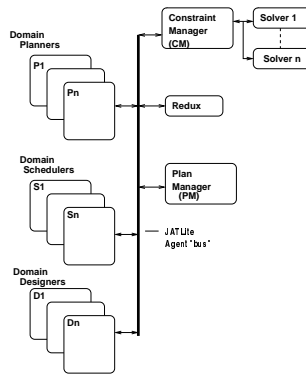 Domain
Planners
P1
Pn
Domain
Schedulers
S1
Sn
Domain
Designers
D1
Dn
Constraint
Manager
(CM)
Solver 1
Solver n
Redux
Plan
Manager
(PM)
JATLite
Agent "bus"